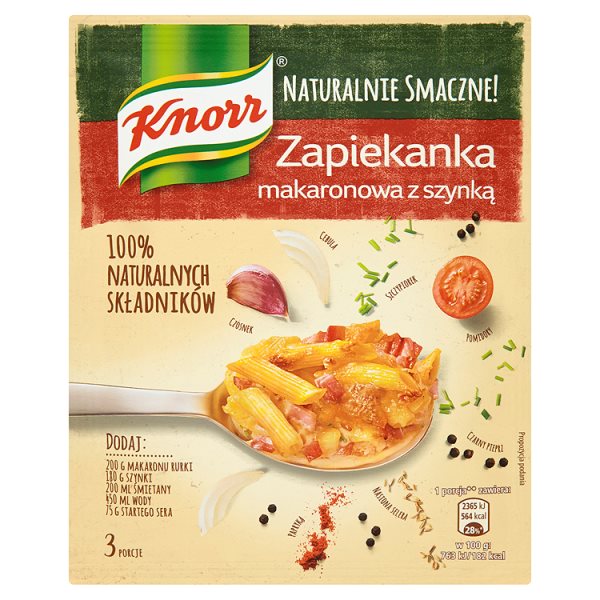 Knorr®
NATURALNIE SMACZNE!
Zapiekanka
makaronowa z szynką
100%
NATURALNYCH
SKŁADNIKÓW
CEBULA
SZCZYPIOREK
CZOSNEK
POMIDORY
DODAJ:
200 G MAKARONU RURKI
180 G SZYNKI
200 ML ŚMIETANY
450 ML WODY
75 G STARTEGO SERA
3 PORCJE
CZARNY PIEPRZ
Propozycja podania
NASIONA SELERA
PAPRYKA
1 porcja** zawiera:
2365 kJ
564 kcal
28%*
w 100 g:
763 kJ/182 kcal